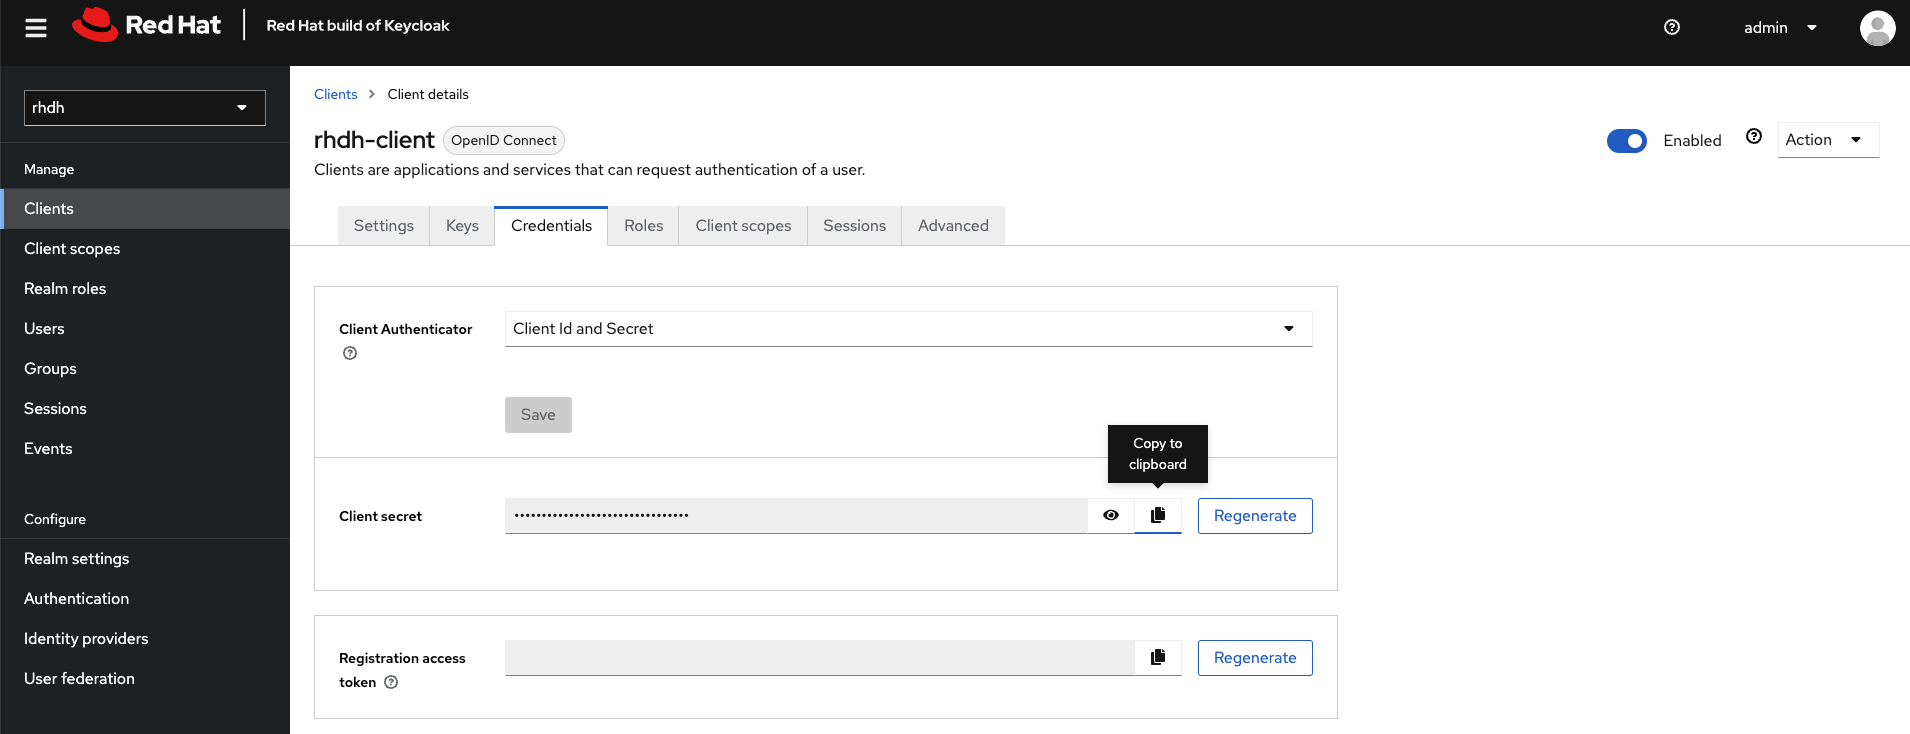 Red Hat
Red Hat build of Keycloak
admin
rhdh
Manage
Clients
Client scopes
Realm roles
Users
Groups
Sessions
Events
Configure
Realm settings
Authentication
Identity providers
User federation
Clients > Client details
rhdh-client OpenID Connect
Enabled
Action
Clients are applications and services that can request authentication of a user.
Settings Keys Credentials Roles Client scopes Sessions Advanced
Client Authenticator
Client Id and Secret
Save
Copy to
clipboard
Client secret
•••••••••••••••••••••••••••••••• Regenerate
Registration access
token
Regenerate